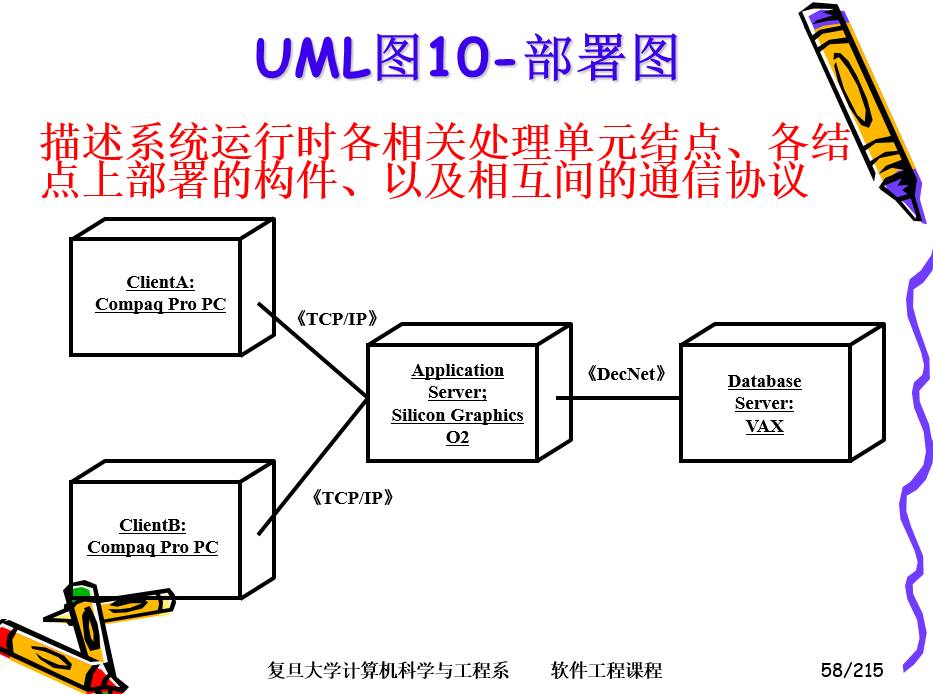 UML图10-部署图
描述系统运行时各相关处理单元结点、各结
点上部署的构件、以及相互间的通信协议
ClientA:
Compaq Pro PC
《TCP/IP》
Application
Server;
Silicon Graphics
O2
《DecNet》
Database
Server:
VAX
《TCP/IP》
ClientB:
Compaq Pro PC
复旦大学计算机科学与工程系 软件工程课程 58/215